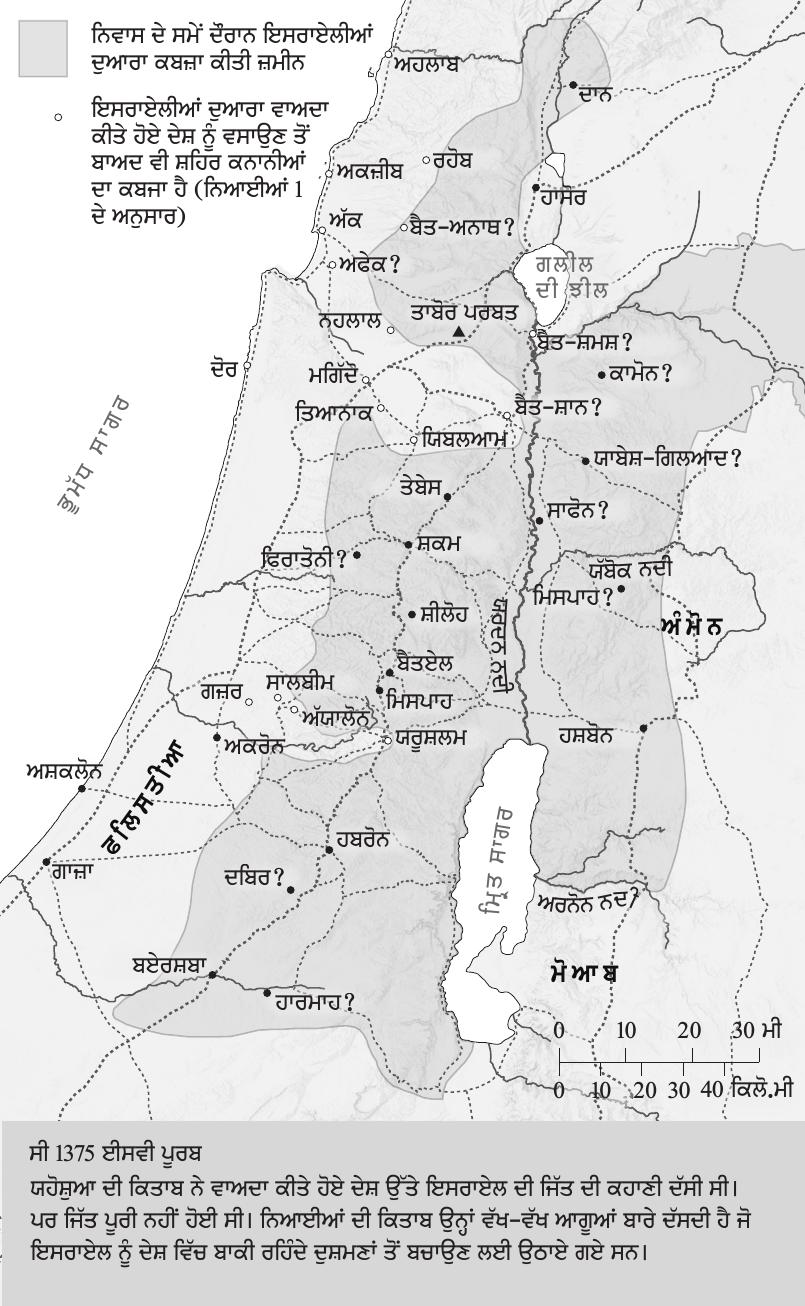 ਨਿਵਾਸ ਦੇ ਸਮੇਂ ਦੌਰਾਨ ਇਸਰਾਏਲੀਆਂ
ਦੁਆਰਾ ਕਬਜ਼ਾ ਕੀਤੀ ਜ਼ਮੀਨ
ਇਸਰਾਏਲੀਆਂ ਦੁਆਰਾ ਵਾਅਦਾ
ਕੀਤੇ ਹੋਏ ਦੇਸ਼ ਨੂੰ ਵਸਾਉਣ ਤੋਂ
ਬਾਅਦ ਵੀ ਸ਼ਹਿਰ ਕਨਾਨੀਆਂ
ਦਾ ਕਬਜਾ ਹੈ (ਨਿਆਈਆਂ 1
ਦੇ ਅਨੁਸਾਰ)
ਅਹਲਾਬ
ਦਾਨ
ਰਹੋਬ
ਅਕਜ਼ੀਬ
ਹਾਸੋਰ
ਅੱਕ
ਬੈਤ-ਅਨਾਥ?
ਅਫੇਕ?
ਗਲੀਲ
ਦੀ ਝੀਲ
ਤਾਬੋਰ ਪਰਬਤ
ਨਹਲਾਲ
ਬੈਤ-ਸ਼ਮਸ਼?
ਦੋਰ
ਮਗਿੱਦੋ
ਕਾਮੋਨ?
ਤਿਆਨਾਕ
ਬੈਤ-ਸ਼ਾਨ?
ਯਿਬਲਆਮ
ਭੂਮੱਧ ਸਾਗਰ
ਯਾਬੇਸ਼-ਗਿਲਆਦ?
ਤੇਬੇਸ
ਸਾਫੋਨ?
ਸ਼ਕਮ
ਫਿਰਾਤੋਨੀ?
ਯੱਬੋਕ ਨਦੀ
ਮਿਸਪਾਹ?
ਸ਼ੀਲੋਹ
ਅੰਮੋਨ
ਯਰਦਨ ਨਦੀ
ਬੈਤਏਲ
ਸਾਲਬੀਮ
ਗਜ਼ਰ
ਮਿਸਪਾਹ
ਅੱਯਾਲੋਨ
ਯਰੂਸ਼ਲਮ
ਅਕਰੋਨ
ਹਸ਼ਬੋਨ
ਅਸ਼ਕਲੋਨ
ਫਲਿਸਤੀਆ
ਹਬਰੋਨ
ਮ੍ਰਿਤ ਸਾਗਰ
ਗਾਜ਼ਾ
ਦਬਿਰ?
ਅਰਨੋਨ ਨਦੀ
ਬਏਰਸ਼ਬਾ
ਮੋਆਬ
ਹਾਰਮਾਹ?
0 10 20 30 ਮੀ
0 10 20 30 40 ਕਿਲੋ.ਮੀ
ਸੀ 1375 ਈਸਵੀ ਪੂਰਬ
ਯਹੋਸ਼ੁਆ ਦੀ ਕਿਤਾਬ ਨੇ ਵਾਅਦਾ ਕੀਤੇ ਹੋਏ ਦੇਸ਼ ਉੱਤੇ ਇਸਰਾਏਲ ਦੀ ਜਿੱਤ ਦੀ ਕਹਾਣੀ ਦੱਸੀ ਸੀ।
ਪਰ ਜਿੱਤ ਪੂਰੀ ਨਹੀਂ ਹੋਈ ਸੀ। ਨਿਆਈਆਂ ਦੀ ਕਿਤਾਬ ਉਨ੍ਹਾਂ ਵੱਖ-ਵੱਖ ਆਗੂਆਂ ਬਾਰੇ ਦੱਸਦੀ ਹੈ ਜੋ
ਇਸਰਾਏਲ ਨੂੰ ਦੇਸ਼ ਵਿੱਚ ਬਾਕੀ ਰਹਿੰਦੇ ਦੁਸ਼ਮਣਾਂ ਤੋਂ ਬਚਾਉਣ ਲਈ ਉਠਾਏ ਗਏ ਸਨ।